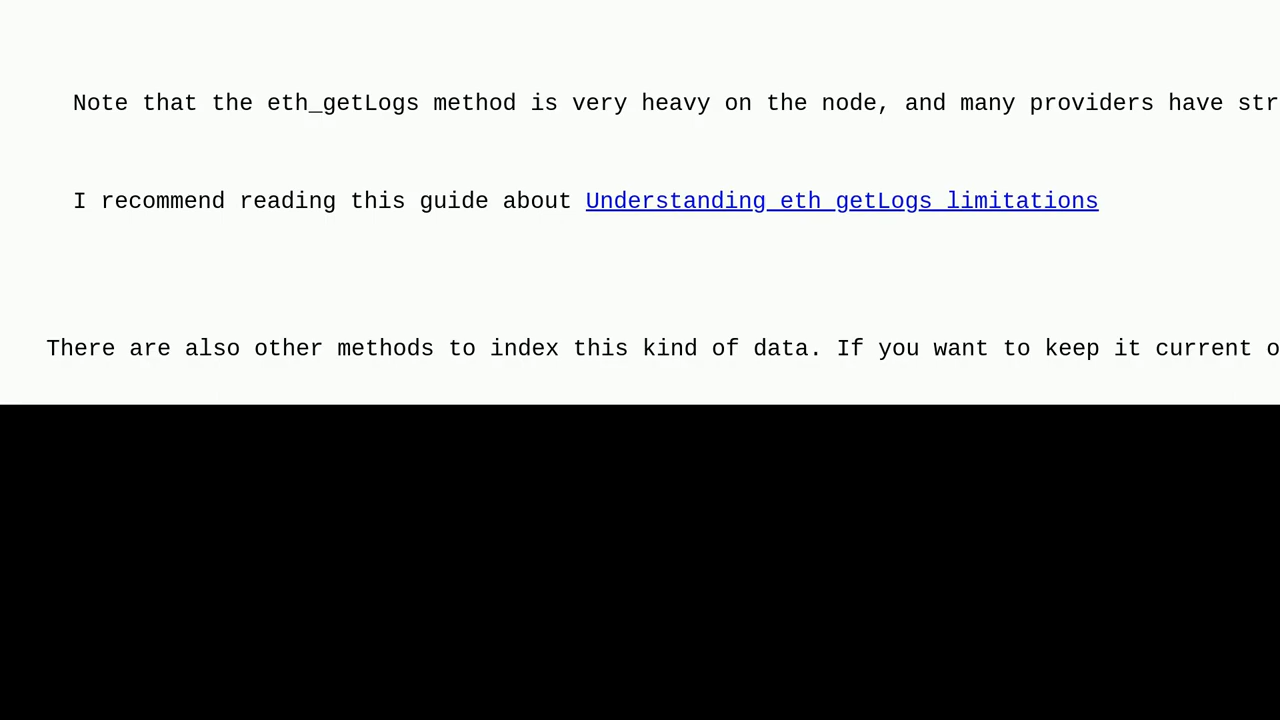 Note that the eth_getLogs method is very heavy on the node, and many providers have
I recommend reading this guide about Understanding eth_getLogs limitations
There are also other methods to index this kind of data. If you want to keep it current